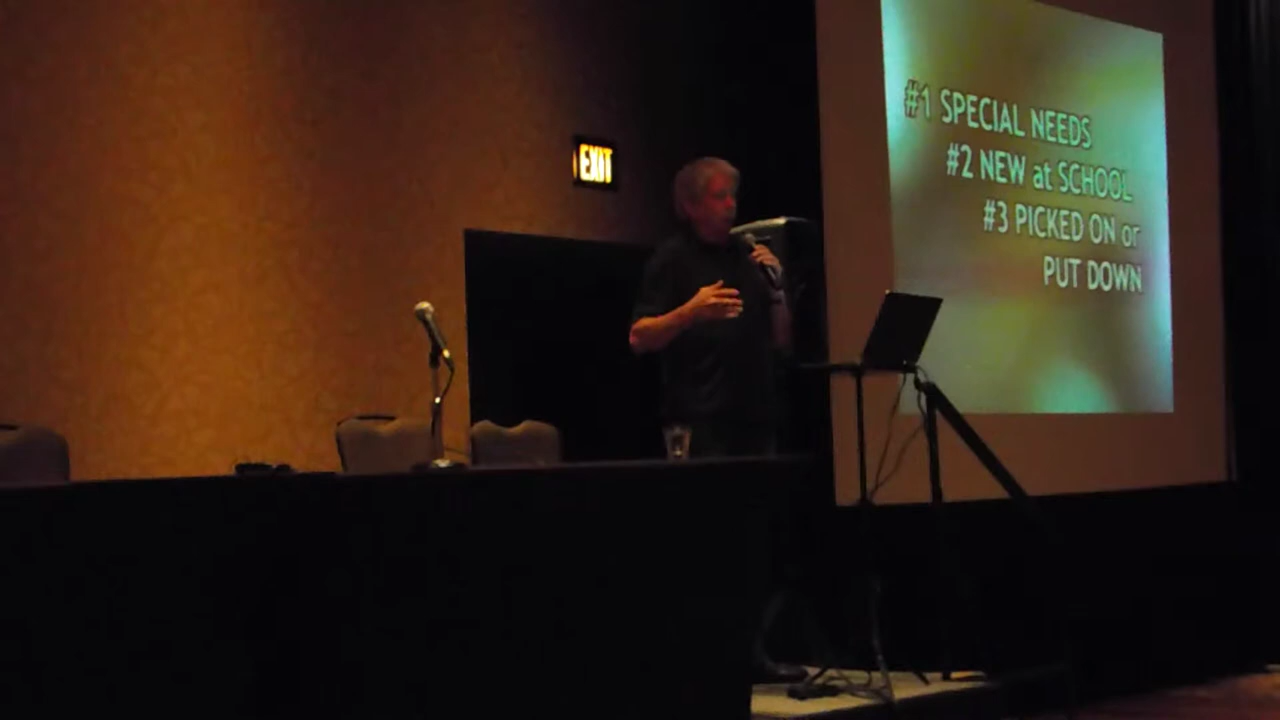 EXIT
#1 SPECIAL NEEDS
#2 NEW at SCHOOL
#3 PICKED ON or
PUT DOWN